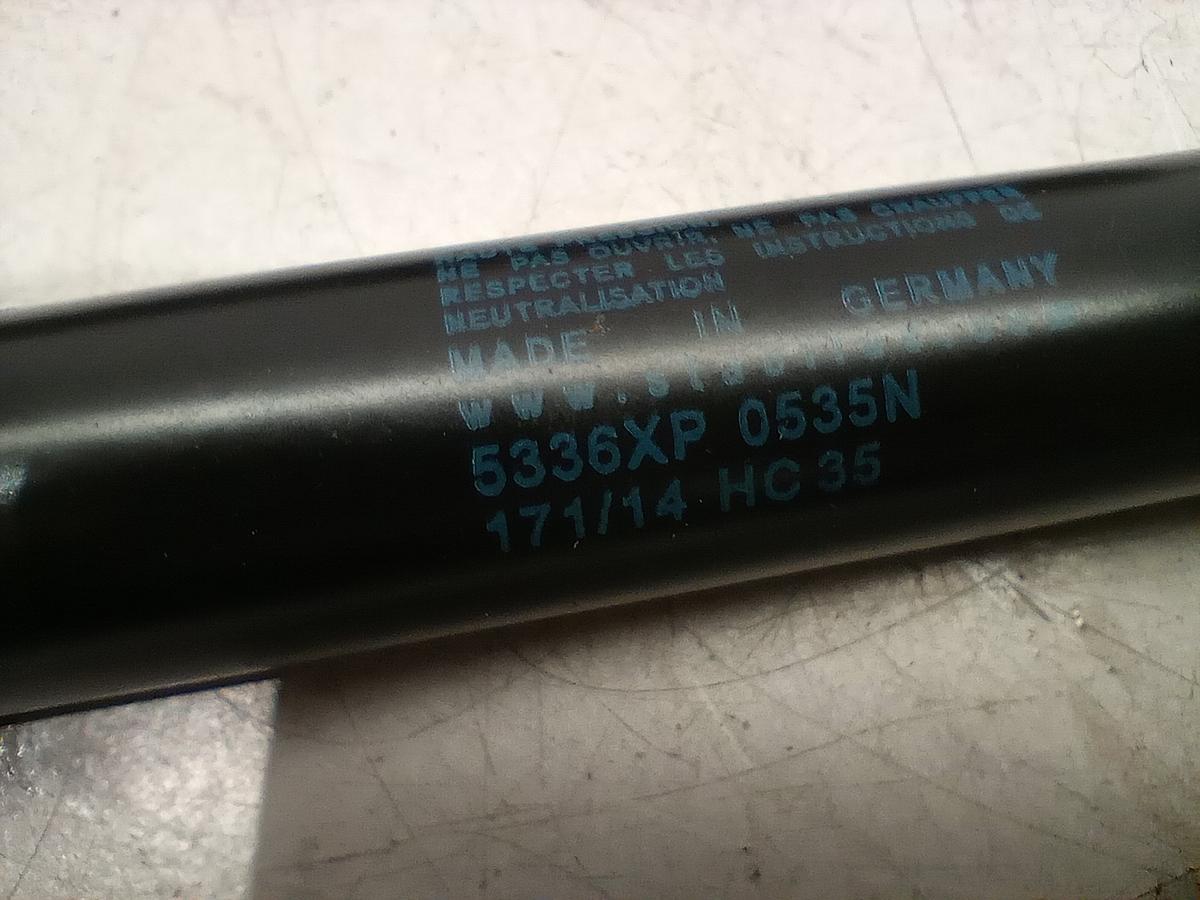 NE PAS OUVRIR. NE PAS CHAUFFER
RESPECTER LES INSTRUCTIONS DE
NEUTRALISATION
MADE IN GERMANY
5336XP 0535N
171/14 HC 35